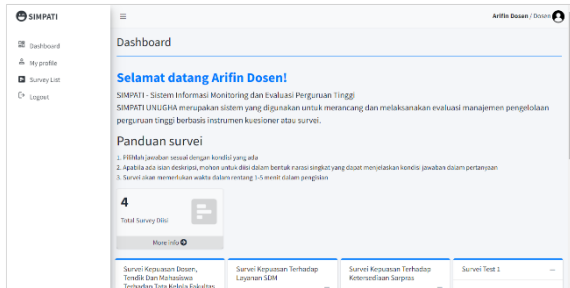 SIMPATI
Arifin Dosen / Dosen
Dashboard
My profile
Survey List
Logout
Dashboard
Selamat datang Arifin Dosen!
SIMPATI - Sistem Informasi Monitoring dan Evaluasi Perguruan Tinggi
SIMPATI UNUGHA merupakan sistem yang digunakan untuk merancang dan melaksanakan evaluasi manajemen pengelolaan
perguruan tinggi berbasis instrumen kuesioner atau survei.
Panduan survei
1. Pilihlah jawaban sesuai dengan kondisi yang ada
2. Apabila ada isian deskripsi, mohon untuk diisi dalam bentuk narasi singkat yang dapat menjelaskan kondisi jawaban dalam pertanyaan
3. Survei akan memerlukan waktu dalam rentang 1-5 menit dalam pengisian
4
Total Survey Diisi
More info
Survei Kepuasan Dosen,
Tendik Dan Mahasiswa
Terhadap Tata Kelola Fakultas
Survei Kepuasan Terhadap
Layanan SDM
Survei Kepuasan Terhadap
Ketersediaan Sarpras
Survei Test 1